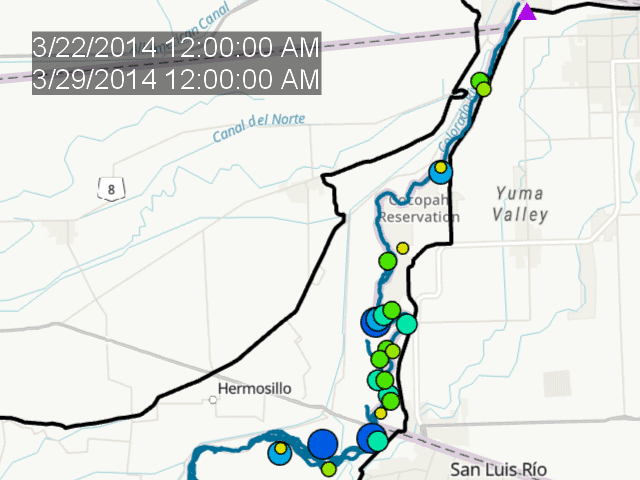 3/22/2014 12:00:00 AM
3/29/2014 12:00:00 AM
Canal
Canal del Norte
8
Colorado
Cocopah
Reservation
Yuma
Valley
Hermosillo
San Luis Río